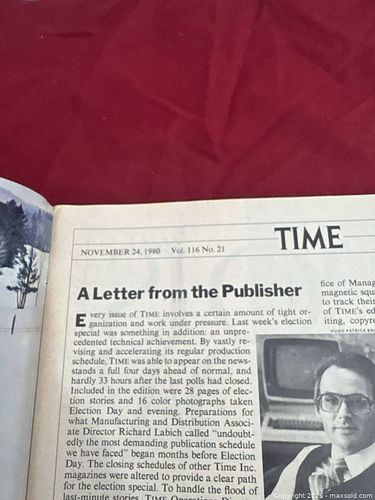 TIME
NOVEMBER 24, 1980 Vol. 116 No. 21
A Letter from the Publisher
Every issue of TIME involves a certain amount of tight or-
ganization and work under pressure. Last week's election
special was something in addition: an unpre-
cedented technical achievement. By vastly re-
vising and accelerating its regular production
schedule, TIME was able to appear on the news-
stands a full four days ahead of normal, and
hardly 33 hours after the last polls had closed.
Included in the edition were 28 pages of elec-
tion stories and 16 color photographs taken
Election Day and evening. Preparations for
what Manufacturing and Distribution Associ-
ate Director Richard Labich called "undoubt-
edly the most demanding publication schedule
we have faced" began months before Election
Day. The closing schedules of other Time Inc.
magazines were altered to provide a clear path
for the election special. To handle the flood of
last-minute stories, TIME Operations
fice of Manag
magnetic squ
to track thei
of TIME's ed
iting, copyr
HUGH PATRICK BR
Copyright 2025 - maxsold.com